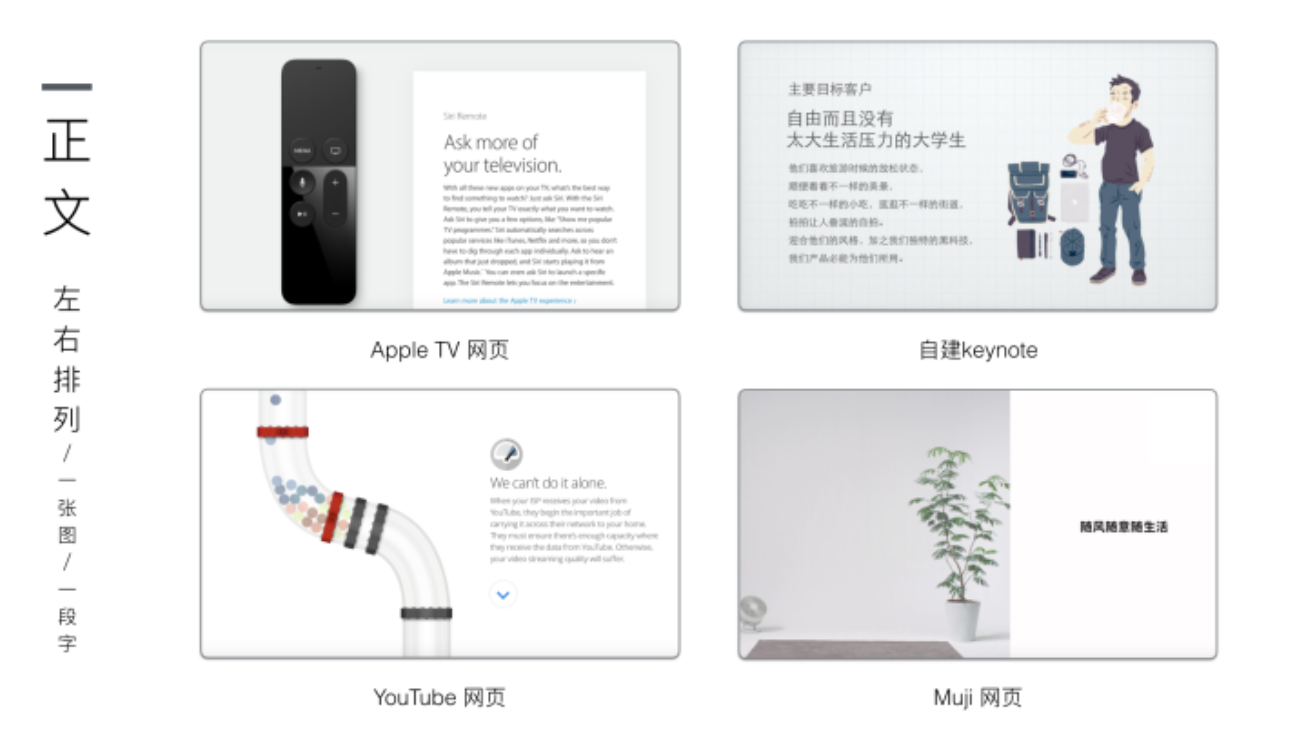 正文
左右排列/一张图/一段字
Siri Remote
Ask more of
your television.
With all these new apps on your TV, what's the best way
to find something to watch? Just ask Siri. With the Siri
Remote, you tell your TV exactly what you want to watch.
Ask Siri to give you a few options, like "Show me popular
TV programmes." Siri automatically searches across
popular services like iTunes, Netflix and more, so you don't
have to dig through each app individually. Ask to hear an
album that just dropped, and Siri starts playing it from
Apple Music. You can even ask Siri to launch a specific
app. The Siri Remote lets you focus on the entertainment.
Learn more about the Apple TV experience ›
MENU
Apple TV 网页
主要目标客户
自由而且没有
太大生活压力的大学生
他们喜欢旅游时候的放松状态,
顺便看看不一样的美景,
吃吃不一样的小吃,逛逛不一样的街道,
拍拍让人垂涎的自拍。
迎合他们的风格,加之我们独特的黑科技,
我们产品必能为他们所用。
自建keynote
We can't do it alone.
When your ISP receives your video from
YouTube, they begin the important job of
carrying it across their network to your home.
They must ensure there's enough capacity where
they receive the data from YouTube. Otherwise,
your video streaming quality will suffer.
YouTube 网页
随风随意随生活
Muji 网页